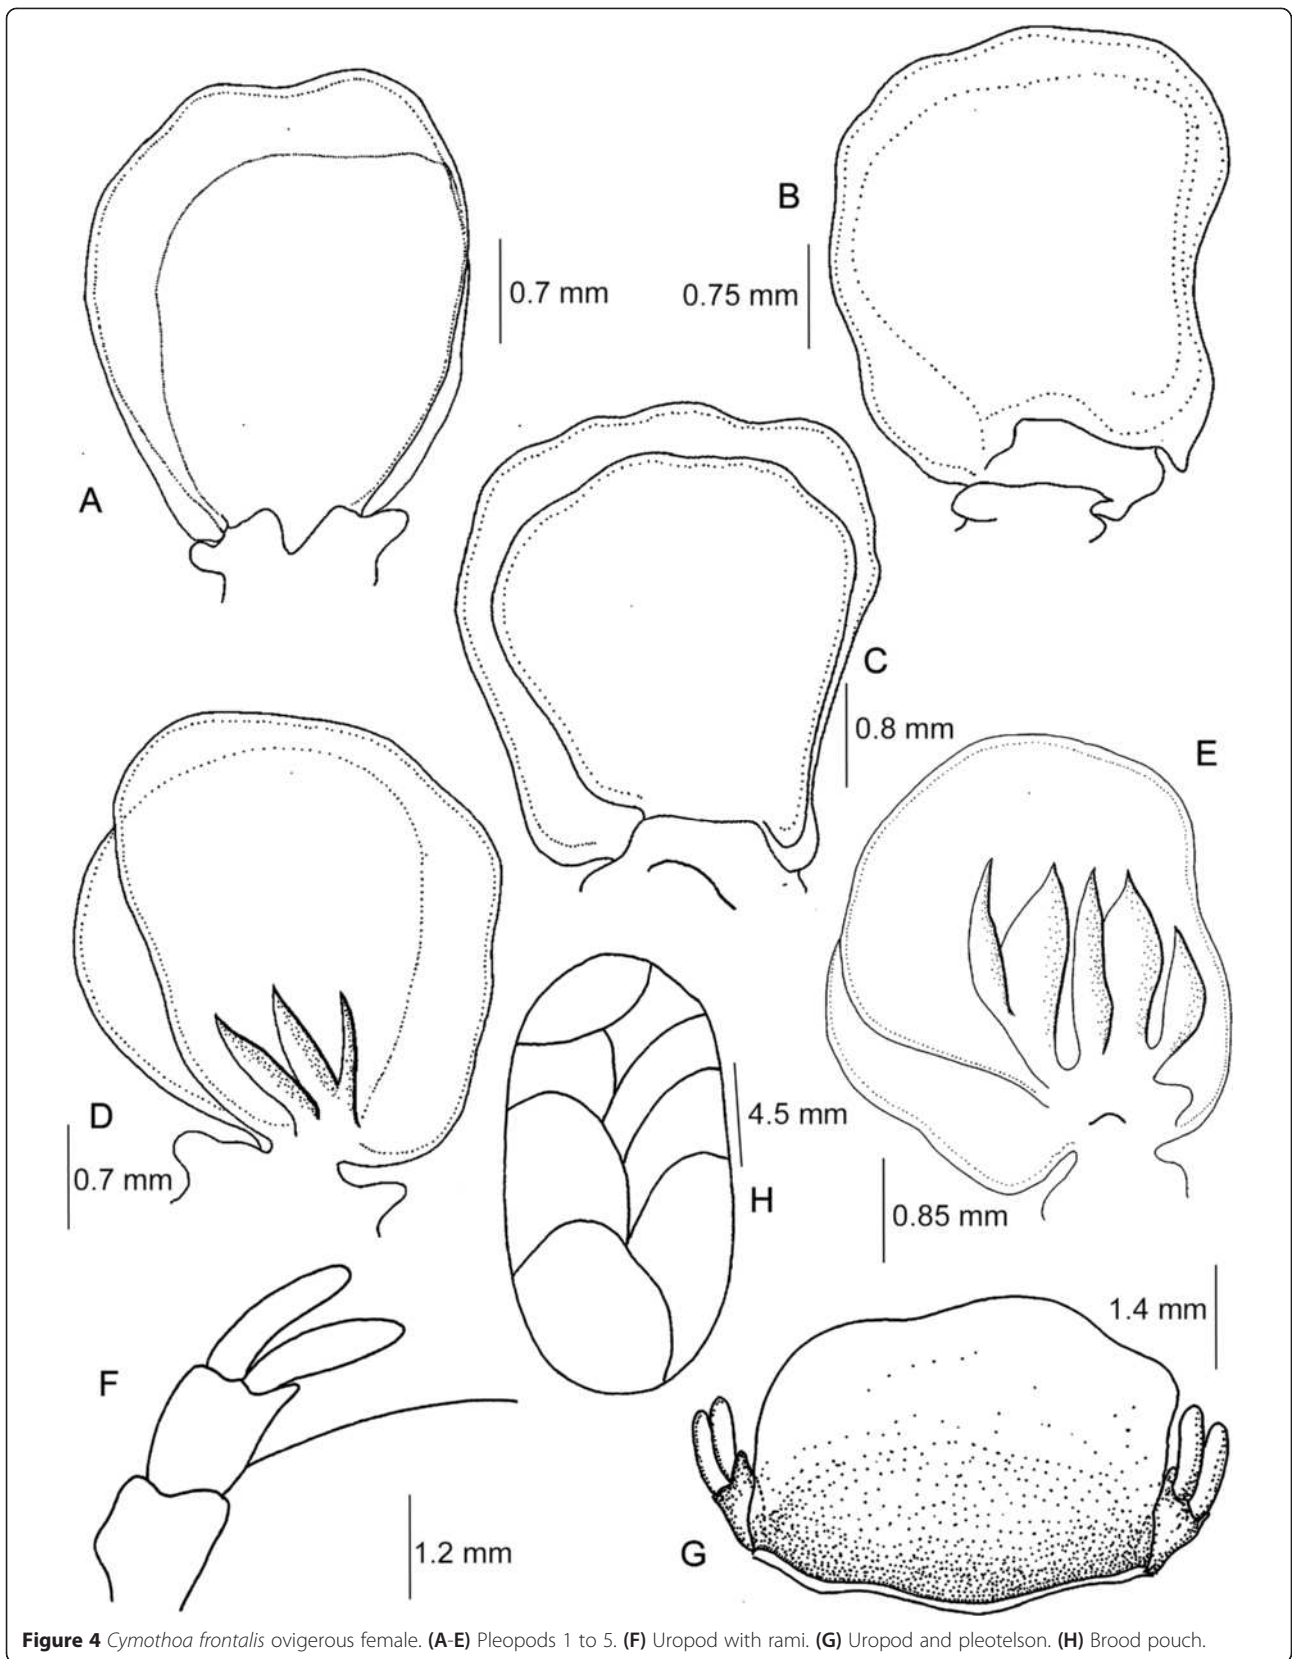 B
0.7 mm
0.75 mm
A
C
0.8 mm
E
D
4.5 mm
0.7 mm
H
0.85 mm
1.4 mm
F
1.2 mm
G
Figure 4 Cymothoa frontalis ovigerous female. (A-E) Pleopods 1 to 5. (F) Uropod with rami. (G) Uropod and pleotelson. (H) Brood pouch.